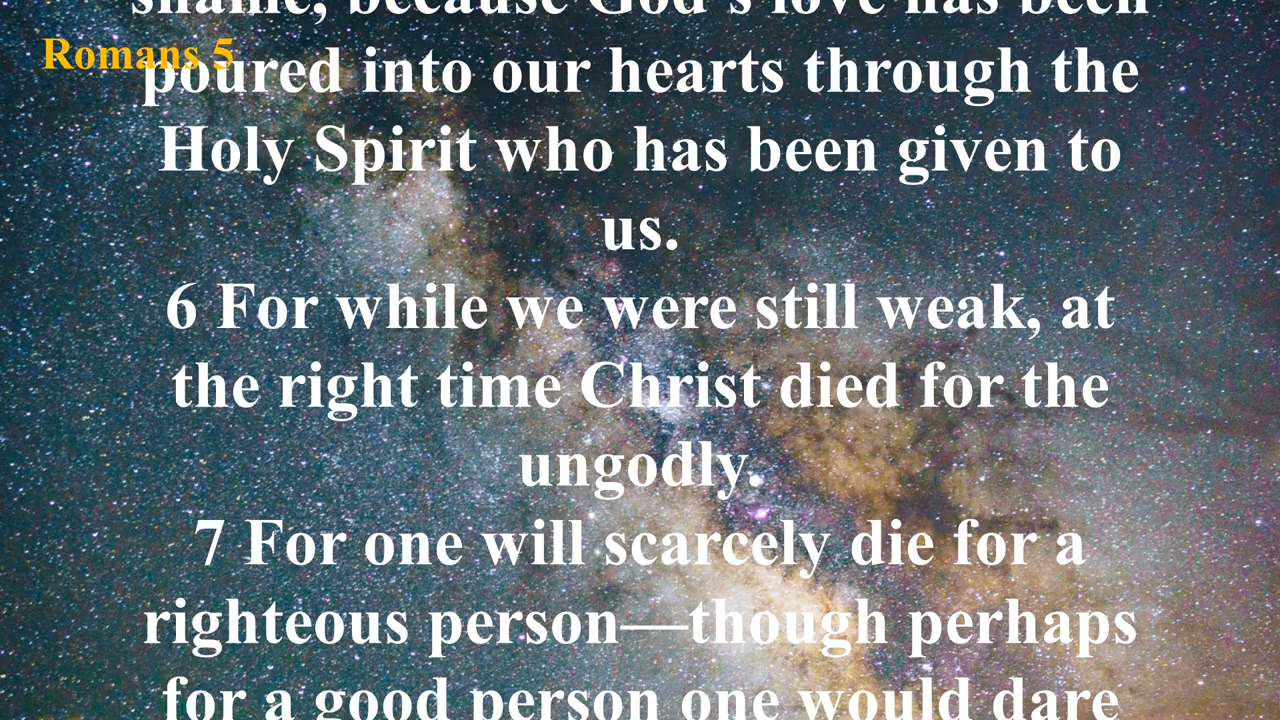 shame, because God's love has been
Romans 5
poured into our hearts through the
Holy Spirit who has been given to
us.
6 For while we were still weak, at
the right time Christ died for the
ungodly.
7 For one will scarcely die for a
righteous person—though perhaps
for a good person one would dare